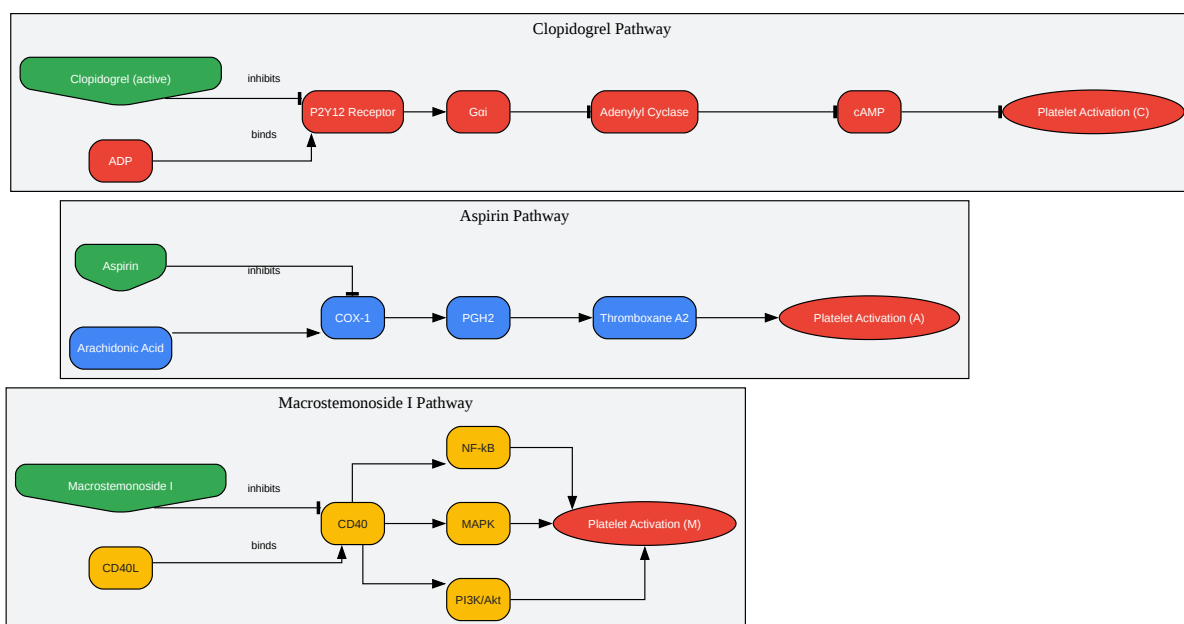 Clopidogrel Pathway
Clopidogrel (active)
inhibits
P2Y12 Receptor
Gαi
Adenylyl Cyclase
cAMP
Platelet Activation (C)
binds
ADP
Aspirin Pathway
Aspirin
inhibits
COX-1
PGH2
Thromboxane A2
Platelet Activation (A)
Arachidonic Acid
Macrostemonoside I Pathway
NF-kB
Macrostemonoside I
inhibits
CD40
MAPK
Platelet Activation (M)
binds
CD40L
PI3K/Akt